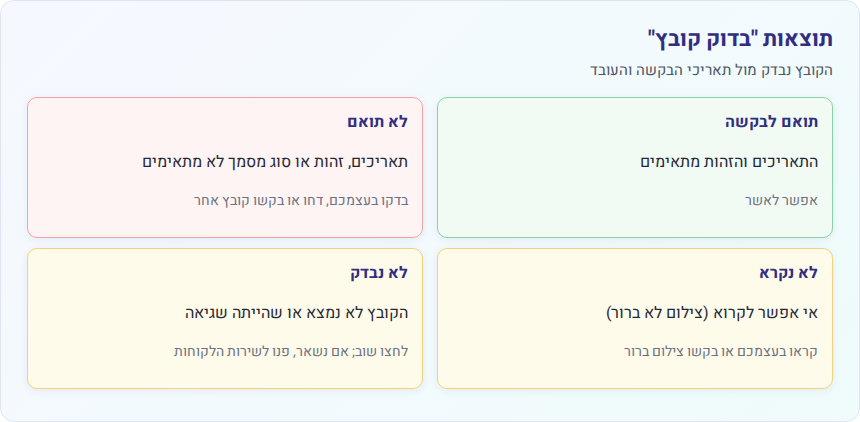 תוצאות "בדוק קובץ"
הקובץ נבדק מול תאריכי הבקשה והעובד
תואם לבקשה
התאריכים והזהות מתאימים
אפשר לאשר
לא תואם
תאריכים, זהות או סוג מסמך לא מתאימים
בדקו בעצמכם, דחו או בקשו קובץ אחר
לא נקרא
אי אפשר לקרוא (צילום לא ברור)
קראו בעצמכם או בקשו צילום ברור
לא נבדק
הקובץ לא נמצא או שהייתה שגיאה
לחצו שוב; אם נשאר, פנו לשירות הלקוחות